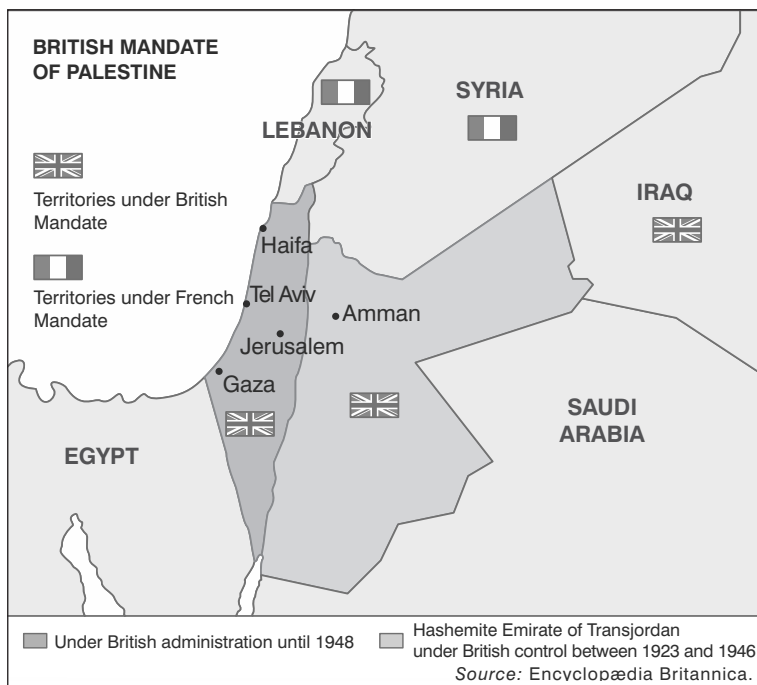 BRITISH MANDATE
OF PALESTINE
Territories under British
Mandate
Territories under French
Mandate
LEBANON
SYRIA
IRAQ
Haifa
Tel Aviv
Amman
Jerusalem
Gaza
EGYPT
SAUDI
ARABIA
Under British administration until 1948
Hashemite Emirate of Transjordan
under British control between 1923 and 1946
Source: Encyclopædia Britannica.